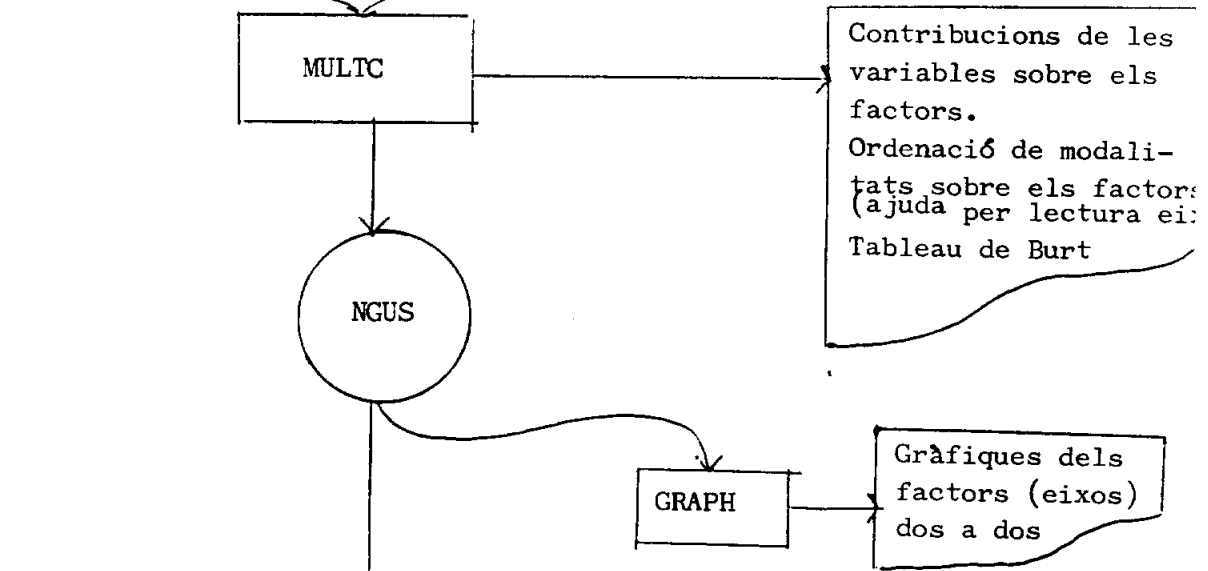 MULTC
Contribucions de les
variables sobre els
factors.
Ordenació de modali-
tats sobre els factors
(ajuda per lectura
Tableau de Burt
NGUS
GRAPH
Gràfiques dels
factors (eixos)
dos a dos